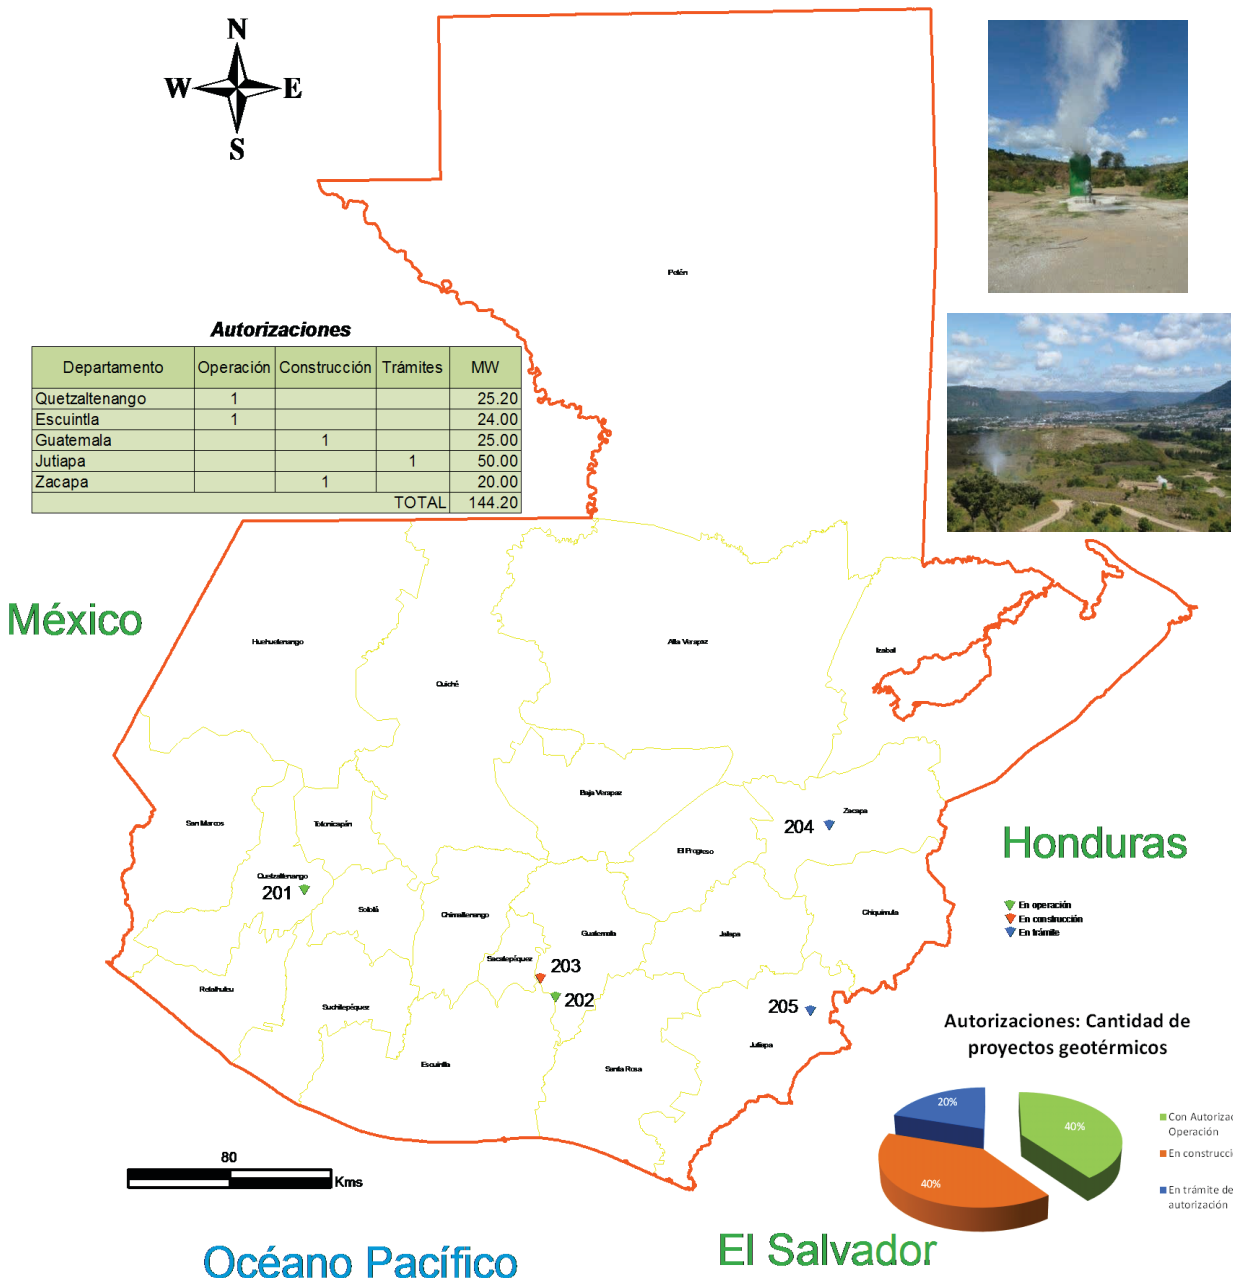 N
W E
S
Petén
Autorizaciones
Departamento Operación Construcción Trámites MW
Quetzaltenango 1 25.20
Escuintla 1 24.00
Guatemala 1 25.00
Jutiapa 1 50.00
Zacapa 1 20.00
TOTAL 144.20
México
Huehuetenango
Alta Verapaz
Izabal
Quiché
Baja Verapaz
Zacapa
204
San Marcos
Totonicapán
El Progreso
Honduras
Quetzaltenango
201
Sololá
Chimaltenango
Guatemala
Jalapa
Chiquimula
En operación
En construcción
En trámite
Sacatepéquez
203
202
205
Retalhuleu
Suchitepéquez
Escuintla
Santa Rosa
Jutiapa
Autorizaciones: Cantidad de
proyectos geotérmicos
20%
40%
40%
Con Autoriza
Operación
En construcci
En trámite de
autorización
80
Kms
Océano Pacífico
El Salvador